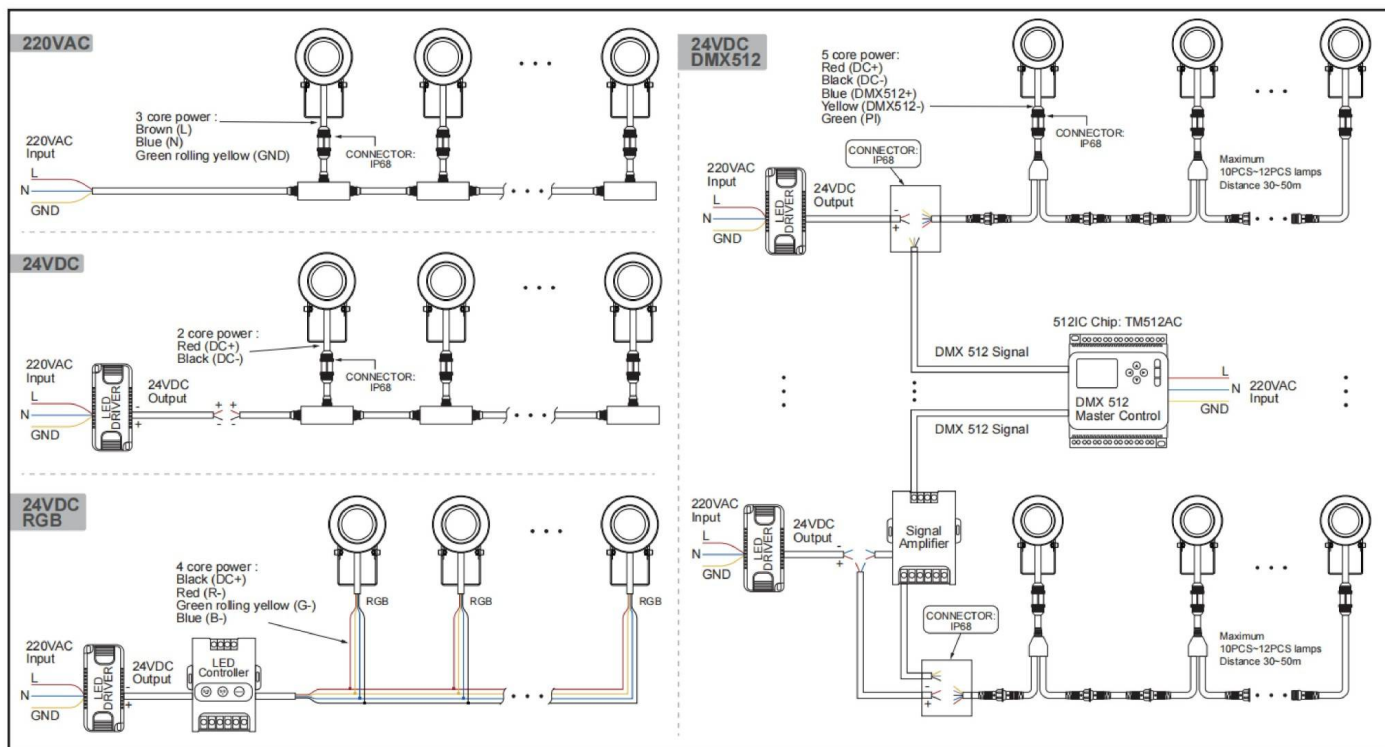 220VAC
3 core power :
Brown (L)
Blue (N)
Green rolling yellow (GND)
CONNECTOR:
IP68
220VAC
Input
L
N
GND
24VDC
2 core power :
Red (DC+)
Black (DC-)
CONNECTOR:
IP68
220VAC
Input
L
N
GND
LED
DRIVER
-
+
24VDC
Output
+ +
- -
24VDC
RGB
4 core power :
Black (DC+)
Red (R-)
Green rolling yellow (G-)
Blue (B-)
RGB
RGB
RGB
220VAC
Input
L
N
GND
LED
DRIVER
-
+
24VDC
Output
LED
Controller
24VDC
DMX512
5 core power:
Red (DC+)
Black (DC-)
Blue (DMX512+)
Yellow (DMX512-)
Green (PI)
CONNECTOR:
IP68
CONNECTOR:
IP68
220VAC
Input
L
N
GND
LED
DRIVER
24VDC
Output
-
+
Maximum
10PCS~12PCS lamps
Distance 30~50m
512IC Chip: TM512AC
DMX 512 Signal
DMX 512
Master Control
L
N
GND
220VAC
Input
DMX 512 Signal
220VAC
Input
L
N
GND
LED
DRIVER
24VDC
Output
-
+
Signal
Amplifier
CONNECTOR:
IP68
-
+
Maximum
10PCS~12PCS lamps
Distance 30~50m